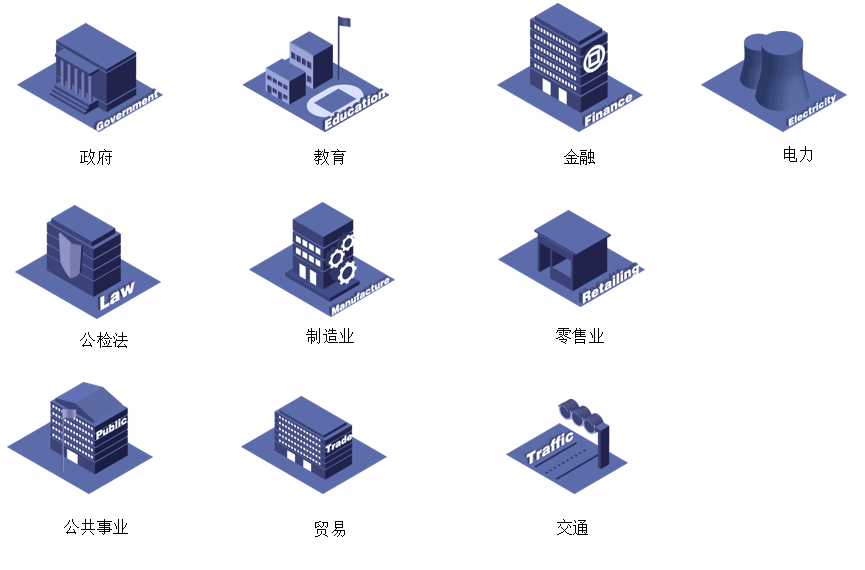 Government
Education
Finance
Electricity
政府
教育
金融
电力
Law
Manufacture
Retailing
公检法
制造业
零售业
Public
Trade
Traffic
公共事业
贸易
交通